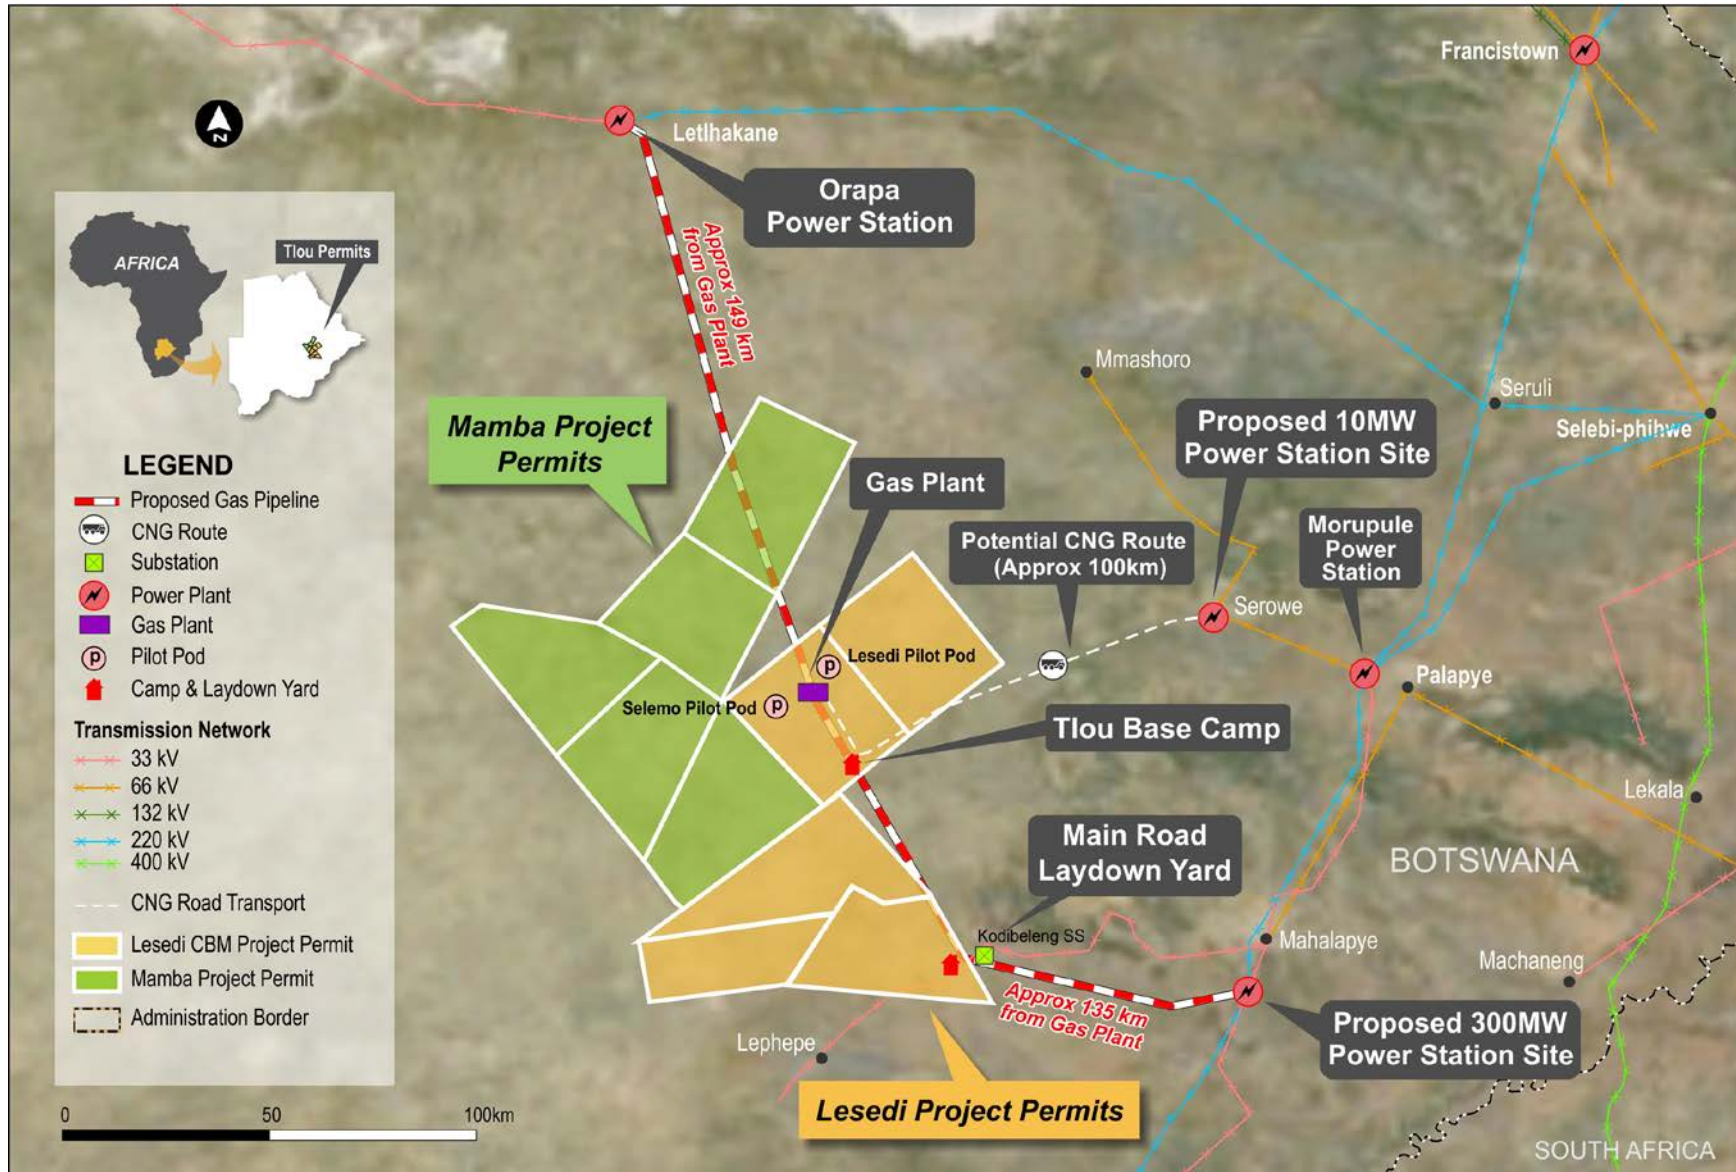 Francistown
Letlhakane
Orapa
Power Station
N
AFRICA
Tlou Permits
Approx 149 km
from Gas Plant
Mmashoro
Seruli
Selebi-phihwe
Mamba Project
Permits
Proposed 10MW
Power Station Site
Gas Plant
Potential CNG Route
(Approx 100km)
Morupule
Power
Station
LEGEND
Proposed Gas Pipeline
CNG Route
Substation
Power Plant
Gas Plant
Pilot Pod
Camp & Laydown Yard
Transmission Network
33 kV
66 kV
132 kV
220 kV
400 kV
CNG Road Transport
Lesedi CBM Project Permit
Mamba Project Permit
Administration Border
p
Serowe
p
Lesedi Pilot Pod
Selemo Pilot Pod
p
Palapye
Tlou Base Camp
Lekala
Main Road
Laydown Yard
BOTSWANA
Kodibeleng SS
Mahalapye
Machaneng
Approx 135 km
from Gas Plant
Proposed 300MW
Power Station Site
Lephepe
Lesedi Project Permits
0 50 100km
SOUTH AFRICA